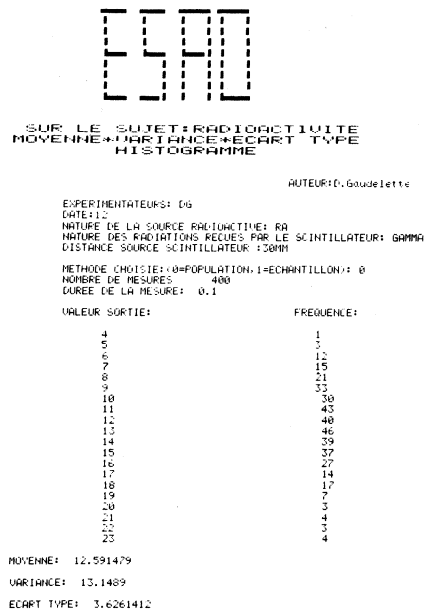 ESAO
SUR LE SUJET:RADIOACTIVITE
MOYENNE*VARIANCE*ECART TYPE
HISTOGRAMME
AUTEUR:D.Gaudelette
EXPERIMENTATEURS: DG
DATE:12
NATURE DE LA SOURCE RADIOACTIVE: RA
NATURE DES RADIATIONS RECUES PAR LE SCINTILLATEUR: GAMMA
DISTANCE SOURCE SCINTILLATEUR :30MM
METHODE CHOISIE:(0=POPULATION,1=ECHANTILLON): 0
NOMBRE DE MESURES 400
DUREE DE LA MESURE: 0.1
VALEUR SORTIE: FREQUENCE:
4 1
5 3
6 12
7 15
8 21
9 33
10 30
11 43
12 40
13 46
14 39
15 37
16 27
17 14
18 17
19 7
20 3
21 4
22 3
23 4
MOYENNE: 12.591479
VARIANCE: 13.1489
ECART TYPE: 3.6261412